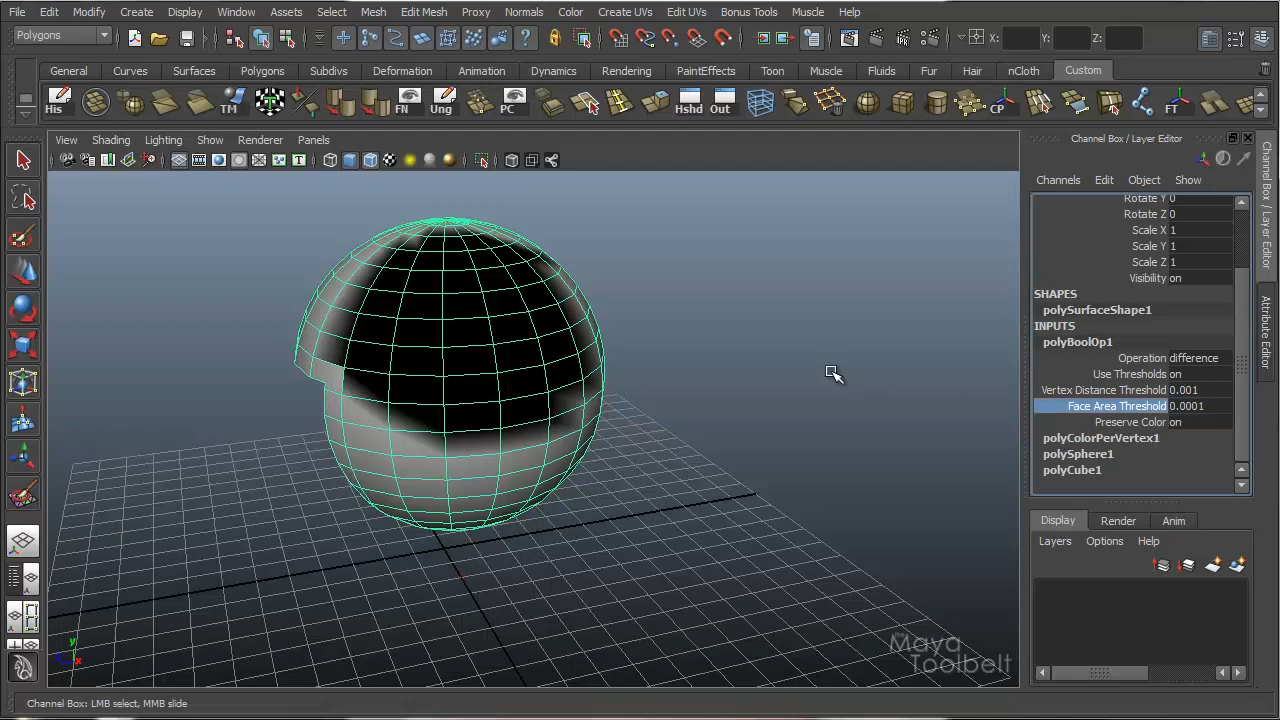 File Edit Modify Create Display Window Assets Select Mesh Edit Mesh Proxy Normals Color Create UVs Edit UVs Bonus Tools Muscle Help
Polygons X: Y: Z:
General Curves Surfaces Polygons Subdivs Deformation Animation Dynamics Rendering PaintEffects Toon Muscle Fluids Fur Hair nCloth Custom
His TM FN Ung PC Hshd Out CP FT
View Shading Lighting Show Renderer Panels
Channel Box / Layer Editor
Channels Edit Object Show
Rotate Y 0
Rotate Z 0
Scale X 1
Scale Y 1
Scale Z 1
Visibility on
SHAPES
polySurfaceShape1
INPUTS
polyBoolOp1
Operation difference
Use Thresholds on
Vertex Distance Threshold 0.001
Face Area Threshold 0.0001
Preserve Color on
polyColorPerVertex1
polySphere1
polyCube1
Display Render Anim
Layers Options Help
Channel Box / Layer Editor
Attribute Editor
y
x
Maya
Toolbelt
Channel Box: LMB select, MMB slide